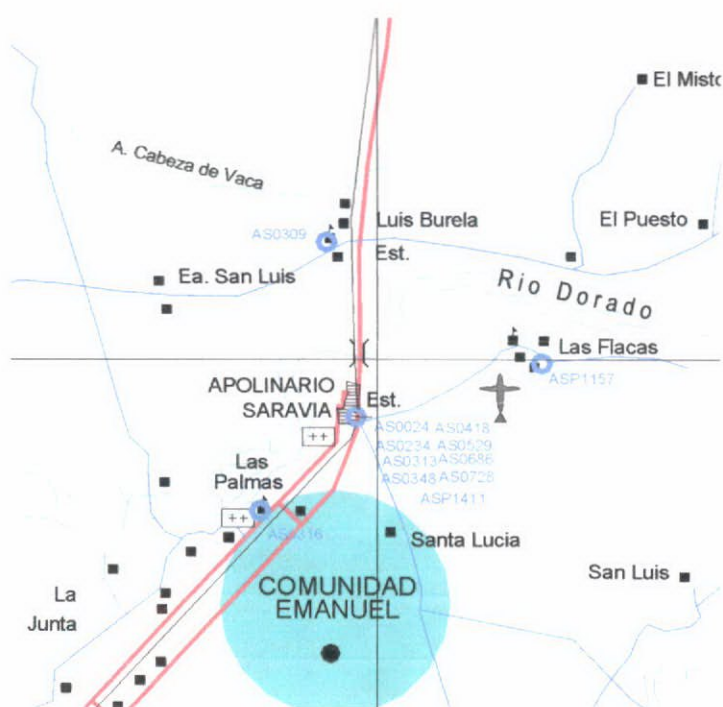 El Misto
A. Cabeza de Vaca
Luis Burela
El Puesto
AS0309
Est.
Ea. San Luis
Rio Dorado
Las Flacas
ASP1157
APOLINARIO
SARAVIA
Est.
AS0024 AS0418
AS0234 AS0529
AS0313 AS0686
AS0348 AS0728
ASP1411
++
Las
Palmas
++
Santa Lucia
San Luis
COMUNIDAD
EMANUEL
La
Junta